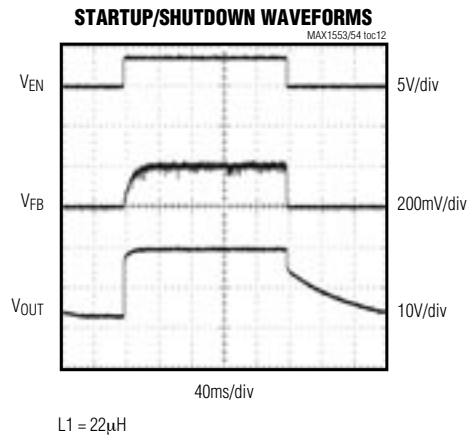 STARTUP/SHUTDOWN WAVEFORMS
MAX1553/54 toc12
VEN
5V/div
VFB
200mV/div
VOUT
10V/div
40ms/div
L1 = 22μH